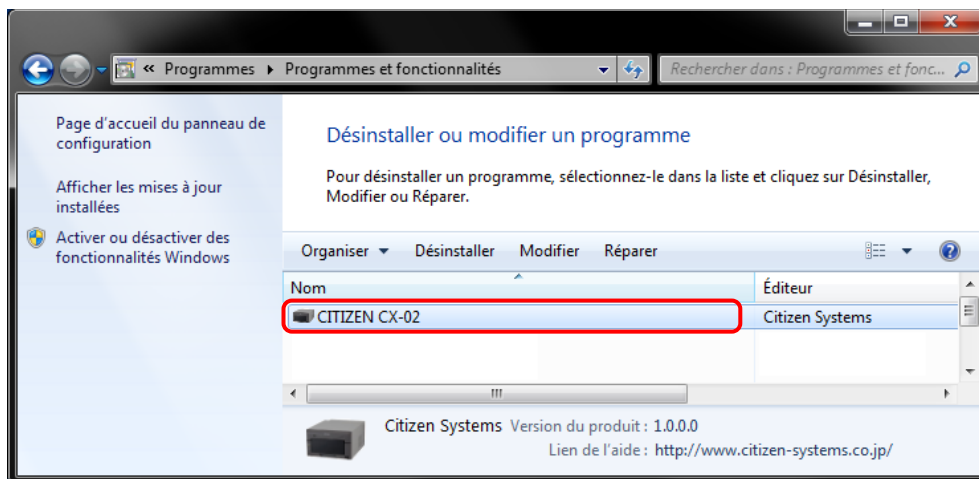 « Programmes ▸ Programmes et fonctionnalités
Rechercher dans : Programmes et fonc...
Page d'accueil du panneau de
configuration
Afficher les mises à jour
installées
Activer ou désactiver des
fonctionnalités Windows
Désinstaller ou modifier un programme
Pour désinstaller un programme, sélectionnez-le dans la liste et cliquez sur Désinstaller,
Modifier ou Réparer.
Organiser Désinstaller Modifier Réparer
Nom Éditeur
CITIZEN CX-02 Citizen Systems
Citizen Systems Version du produit : 1.0.0.0
Lien de l'aide : http://www.citizen-systems.co.jp/